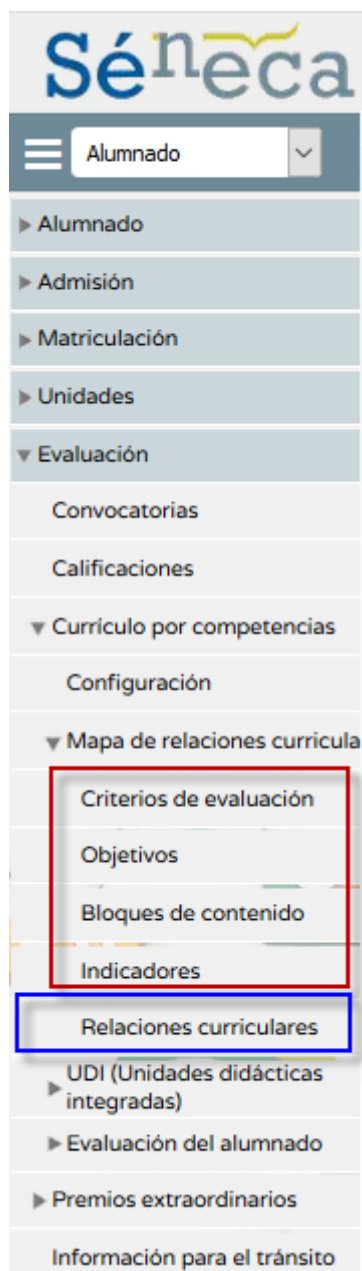 Séneca
Alumnado
Alumnado
Admisión
Matriculación
Unidades
Evaluación
Convocatorias
Calificaciones
Currículo por competencias
Configuración
Mapa de relaciones curricula
Criterios de evaluación
Objetivos
Bloques de contenido
Indicadores
Relaciones curriculares
UDI (Unidades didácticas
integradas)
Evaluación del alumnado
Premios extraordinarios
Información para el tránsito